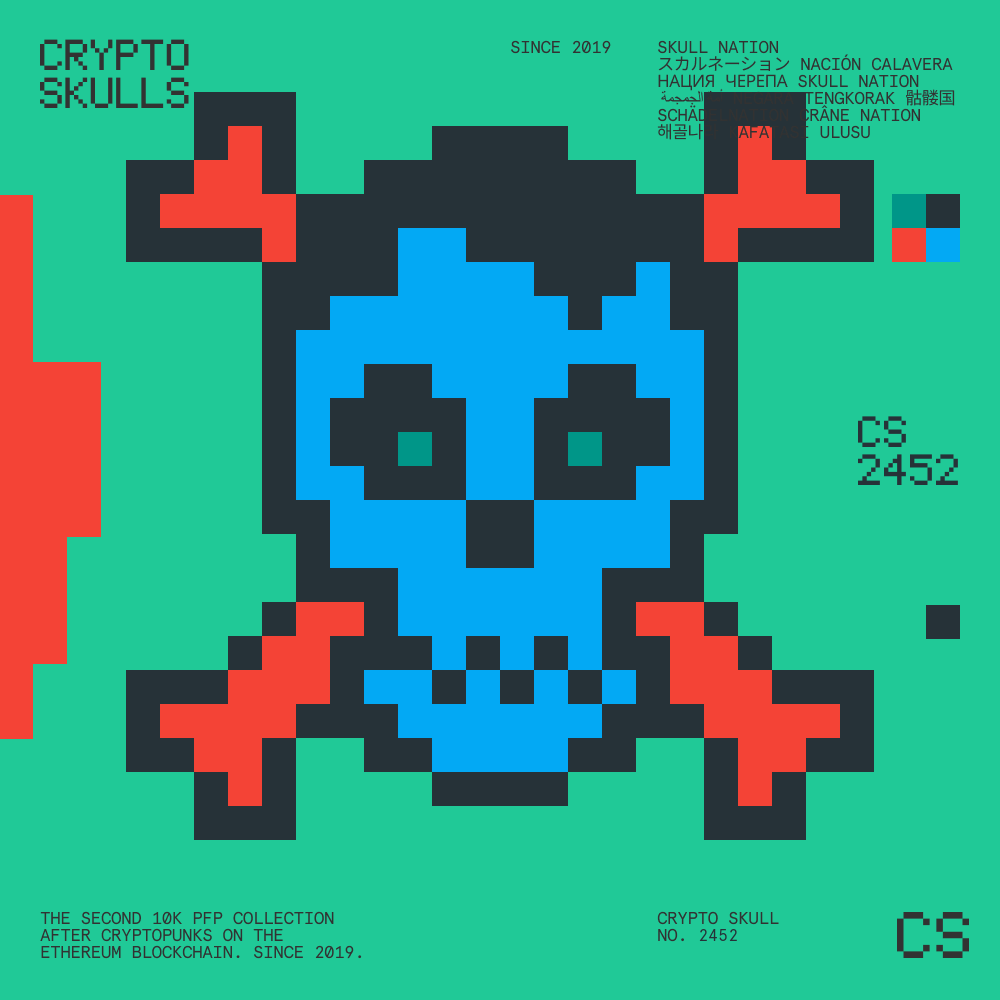 CRYPTO
SKULLS
SINCE 2019
SKULL NATION
スカルネーション NACIÓN CALAVERA
НАЦИЯ ЧЕРЕПА SKULL NATION
الجمجمة TENGKORAK 骷髅国
CRÂNE NATION
해골나 ULUSU
CS
2452
THE SECOND 10K PFP COLLECTION
AFTER CRYPTOPUNKS ON THE
ETHEREUM BLOCKCHAIN. SINCE 2019.
CRYPTO SKULL
NO. 2452
CS